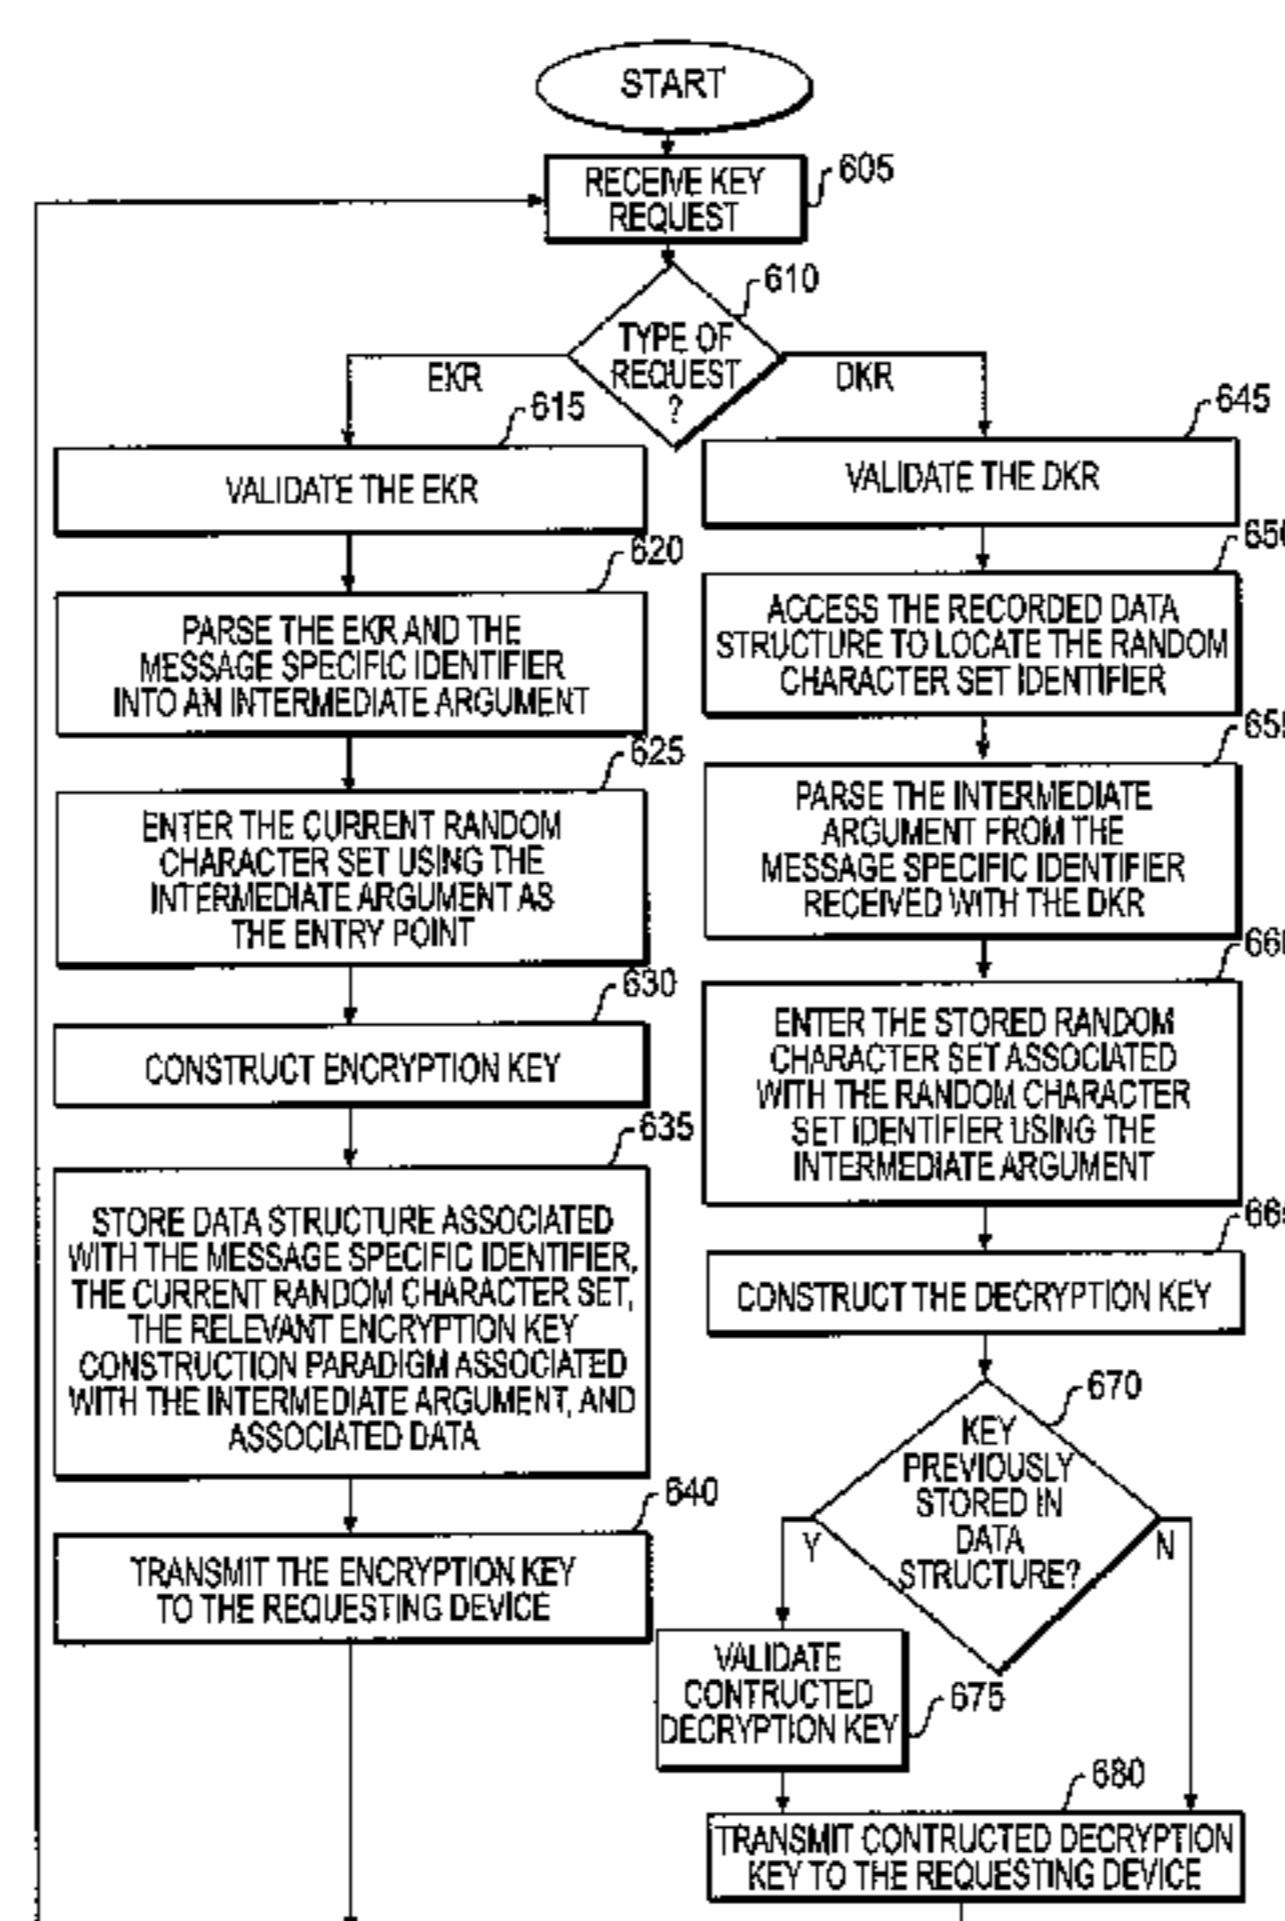 START
RECEIVE KEY
REQUEST
605
610
TYPE OF
REQUEST
?
EKR
DKR
615
VALIDATE THE EKR
620
PARSE THE EKR AND THE
MESSAGE SPECIFIC IDENTIFIER
INTO AN INTERMEDIATE ARGUMENT
625
ENTER THE CURRENT RANDOM
CHARACTER SET USING THE
INTERMEDIATE ARGUMENT AS
THE ENTRY POINT
630
CONSTRUCT ENCRYPTION KEY
635
STORE DATA STRUCTURE ASSOCIATED
WITH THE MESSAGE SPECIFIC IDENTIFIER,
THE CURRENT RANDOM CHARACTER SET,
THE RELEVANT ENCRYPTION KEY
CONSTRUCTION PARADIGM ASSOCIATED
WITH THE INTERMEDIATE ARGUMENT, AND
ASSOCIATED DATA
640
TRANSMIT THE ENCRYPTION KEY
TO THE REQUESTING DEVICE
645
VALIDATE THE DKR
650
ACCESS THE RECORDED DATA
STRUCTURE TO LOCATE THE RANDOM
CHARACTER SET IDENTIFIER
655
PARSE THE INTERMEDIATE
ARGUMENT FROM THE
MESSAGE SPECIFIC IDENTIFIER
RECEIVED WITH THE DKR
660
ENTER THE STORED RANDOM
CHARACTER SET ASSOCIATED
WITH THE RANDOM CHARACTER
SET IDENTIFIER USING THE
INTERMEDIATE ARGUMENT
665
CONSTRUCT THE DECRYPTION KEY
670
KEY
PREVIOUSLY
STORED IN
DATA
STRUCTURE?
Y
N
VALIDATE
CONTRUCTED
DECRYPTION KEY
675
680
TRANSMIT CONTRUCTED DECRYPTION
KEY TO THE REQUESTING DEVICE